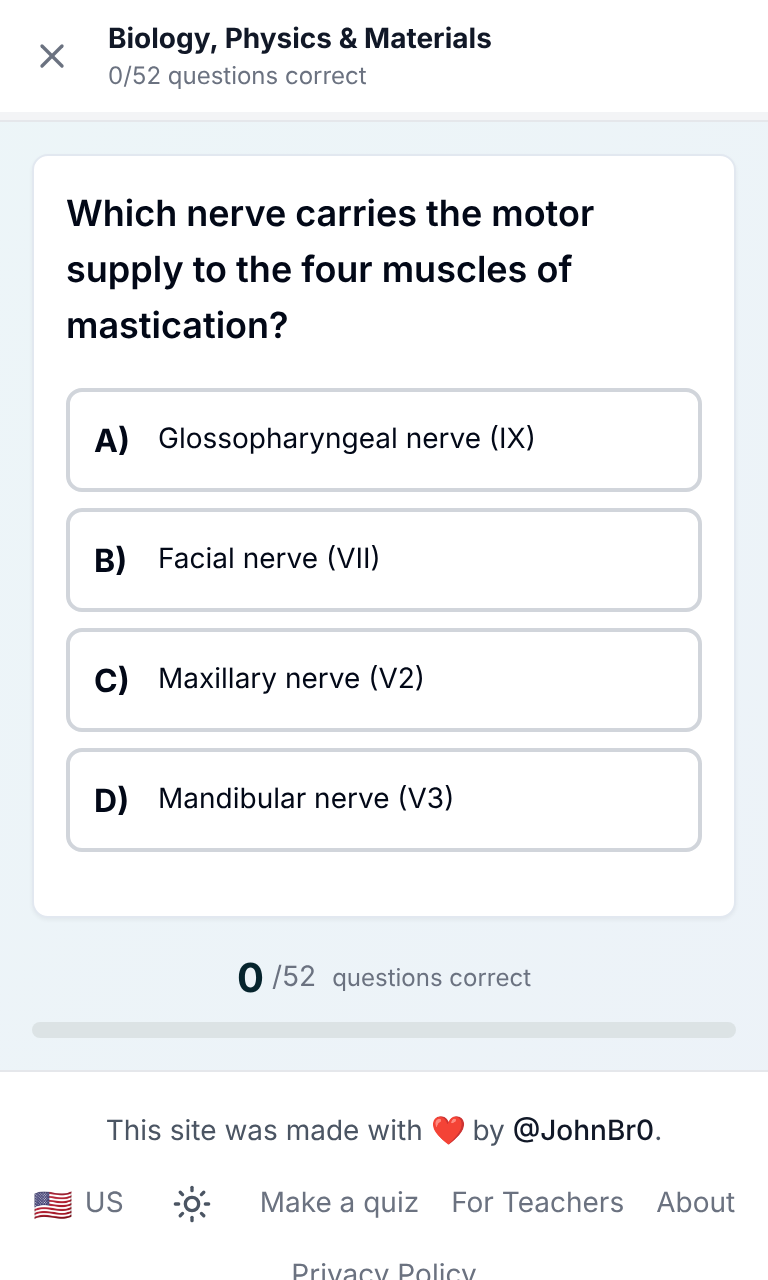 Biology, Physics & Materials
0/52 questions correct
Which nerve carries the motor
supply to the four muscles of
mastication?
A) Glossopharyngeal nerve (IX)
B) Facial nerve (VII)
C) Maxillary nerve (V2)
D) Mandibular nerve (V3)
0 /52 questions correct
This site was made with ❤️ by @JohnBr0.
🇺🇸 US Make a quiz For Teachers About
Privacy Policy